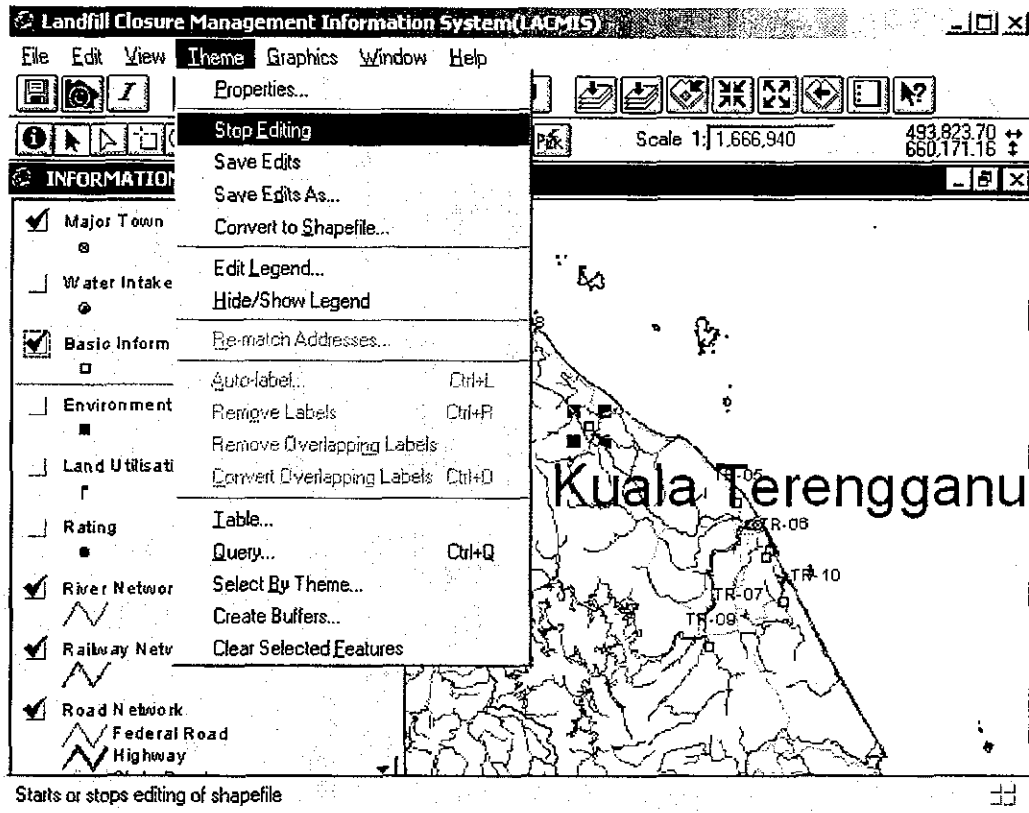 Landfill Closure Management Information System(LACMIS)
File Edit View Theme Graphics Window Help
Scale 1: 1,666,940
493,823.70
660,171.16
Properties...
Stop Editing
Save Edits
Save Edits As...
Convert to Shapefile...
Edit Legend...
Hide/Show Legend
Re-match Addresses...
Auto-label... Ctrl+L
Remove Labels Ctrl+R
Remove Overlapping Labels
Convert Overlapping Labels Ctrl+O
Table...
Query... Ctrl+Q
Select By Theme...
Create Buffers...
Clear Selected Features
INFORMATION
Major Town
Water Intake
Basic Inform
Environment
Land Utilisati
Rating
River Networ
Railway Netw
Road Network
Federal Road
Highway
Kuala Terengganu
TR-05
TR-06
TR-10
TR-07
TR-09
Starts or stops editing of shapefile